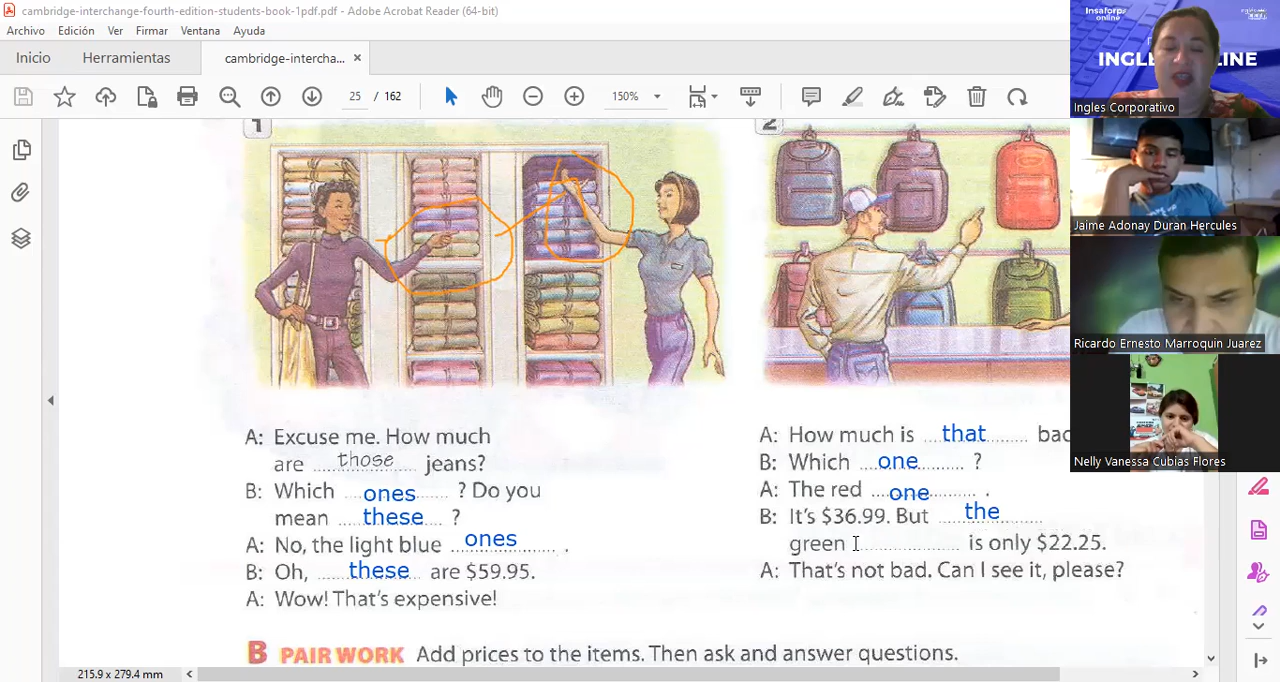 cambridge-interchange-fourth-edition-students-book-1pdf.pdf - Adobe Acrobat Reader (64-bit)
Archivo Edición Ver Firmar Ventana Ayuda
Inicio Herramientas cambridge-intercha... ×
25 / 162 150%
Insaforp online
INGLE LINE
Ingles Corporativo
Jaime Adonay Duran Hercules
Ricardo Ernesto Marroquin Juarez
Nelly Vanessa Cubias Flores
1
2
A: Excuse me. How much
are those jeans?
B: Which ones ? Do you
mean these ?
A: No, the light blue ones .
B: Oh, these are $59.95.
A: Wow! That's expensive!
A: How much is that bac
B: Which one ?
A: The red one .
B: It's $36.99. But the
green is only $22.25.
A: That's not bad. Can I see it, please?
B PAIR WORK Add prices to the items. Then ask and answer questions.
215.9 x 279.4 mm